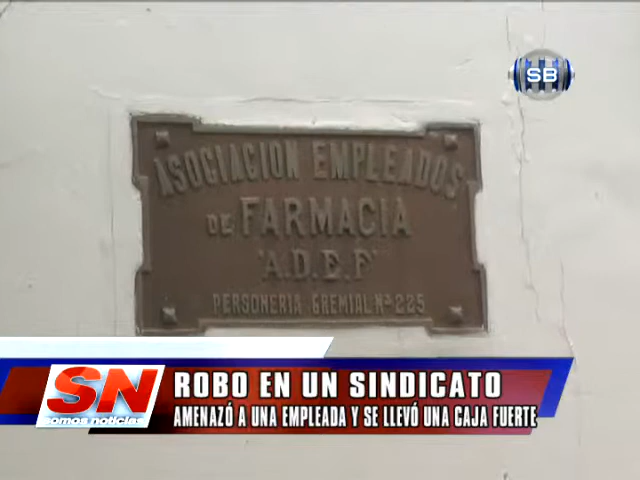 SB
ASOCIACION EMPLEADOS
DE FARMACIA
"A.D.E.F"
PERSONERIA GREMIAL Nº 225
ROBO EN UN SINDICATO
SN
somos noticias
AMENAZÓ A UNA EMPLEADA Y SE LLEVÓ UNA CAJA FUERTE